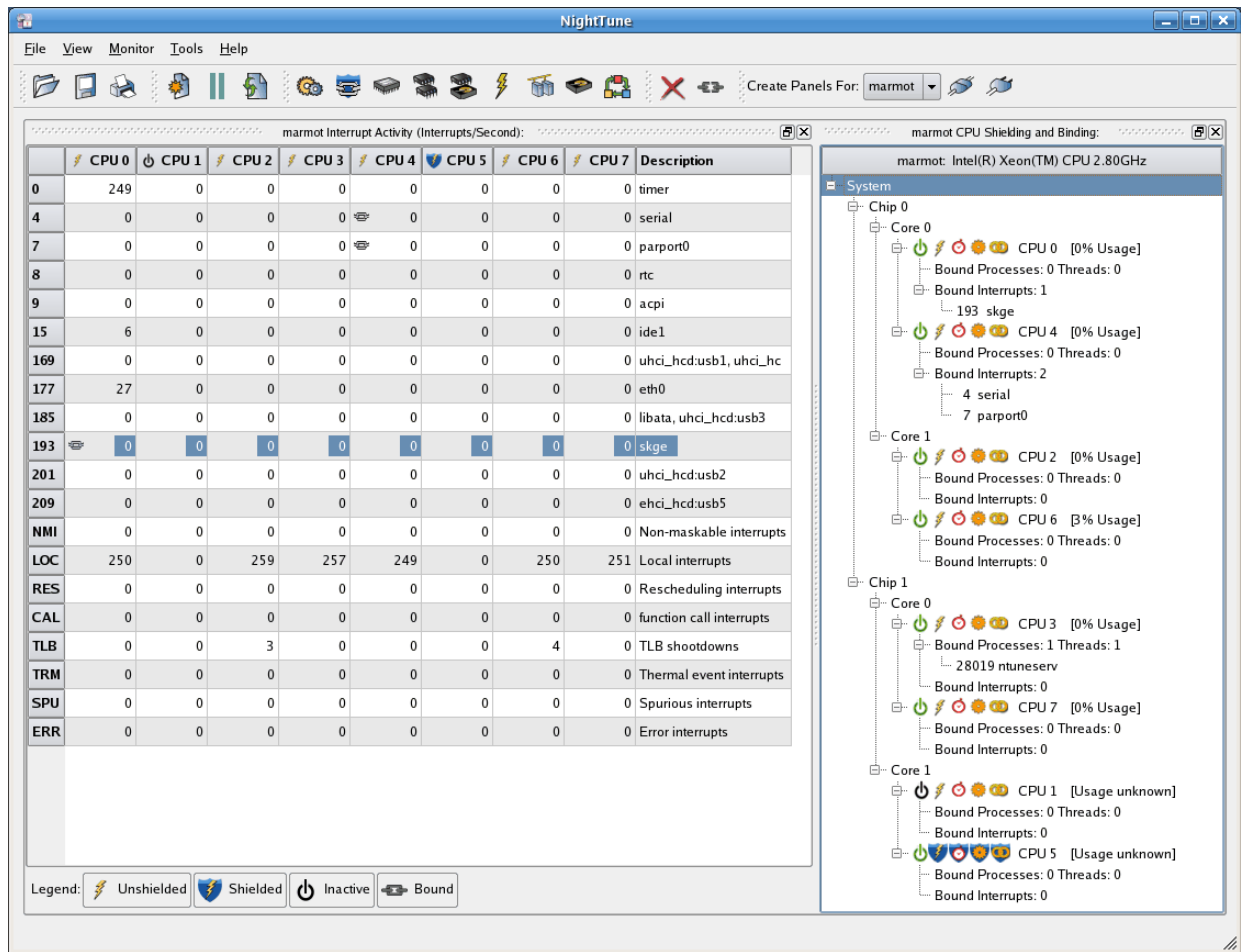 NightTune
File View Monitor Tools Help
Create Panels For: marmot
marmot Interrupt Activity (Interrupts/Second):
CPU 0 CPU 1 CPU 2 CPU 3 CPU 4 CPU 5 CPU 6 CPU 7 Description
0 249 0 0 0 0 0 0 0 timer
4 0 0 0 0 0 0 0 0 serial
7 0 0 0 0 0 0 0 0 parport0
8 0 0 0 0 0 0 0 0 rtc
9 0 0 0 0 0 0 0 0 acpi
15 6 0 0 0 0 0 0 0 ide1
169 0 0 0 0 0 0 0 0 uhci_hcd:usb1, uhci_hc
177 27 0 0 0 0 0 0 0 eth0
185 0 0 0 0 0 0 0 0 libata, uhci_hcd:usb3
193 0 0 0 0 0 0 0 0 skge
201 0 0 0 0 0 0 0 0 uhci_hcd:usb2
209 0 0 0 0 0 0 0 0 ehci_hcd:usb5
NMI 0 0 0 0 0 0 0 0 Non-maskable interrupts
LOC 250 0 259 257 249 0 250 251 Local interrupts
RES 0 0 0 0 0 0 0 0 Rescheduling interrupts
CAL 0 0 0 0 0 0 0 0 function call interrupts
TLB 0 0 3 0 0 0 4 0 TLB shootdowns
TRM 0 0 0 0 0 0 0 0 Thermal event interrupts
SPU 0 0 0 0 0 0 0 0 Spurious interrupts
ERR 0 0 0 0 0 0 0 0 Error interrupts
Legend: Unshielded Shielded Inactive Bound
marmot CPU Shielding and Binding:
marmot: Intel(R) Xeon(TM) CPU 2.80GHz
System
Chip 0
Core 0
CPU 0 [0% Usage]
Bound Processes: 0 Threads: 0
Bound Interrupts: 1
193 skge
CPU 4 [0% Usage]
Bound Processes: 0 Threads: 0
Bound Interrupts: 2
4 serial
7 parport0
Core 1
CPU 2 [0% Usage]
Bound Processes: 0 Threads: 0
Bound Interrupts: 0
CPU 6 [3% Usage]
Bound Processes: 0 Threads: 0
Bound Interrupts: 0
Chip 1
Core 0
CPU 3 [0% Usage]
Bound Processes: 1 Threads: 1
28019 ntuneserv
Bound Interrupts: 0
CPU 7 [0% Usage]
Bound Processes: 0 Threads: 0
Bound Interrupts: 0
Core 1
CPU 1 [Usage unknown]
Bound Processes: 0 Threads: 0
Bound Interrupts: 0
CPU 5 [Usage unknown]
Bound Processes: 0 Threads: 0
Bound Interrupts: 0